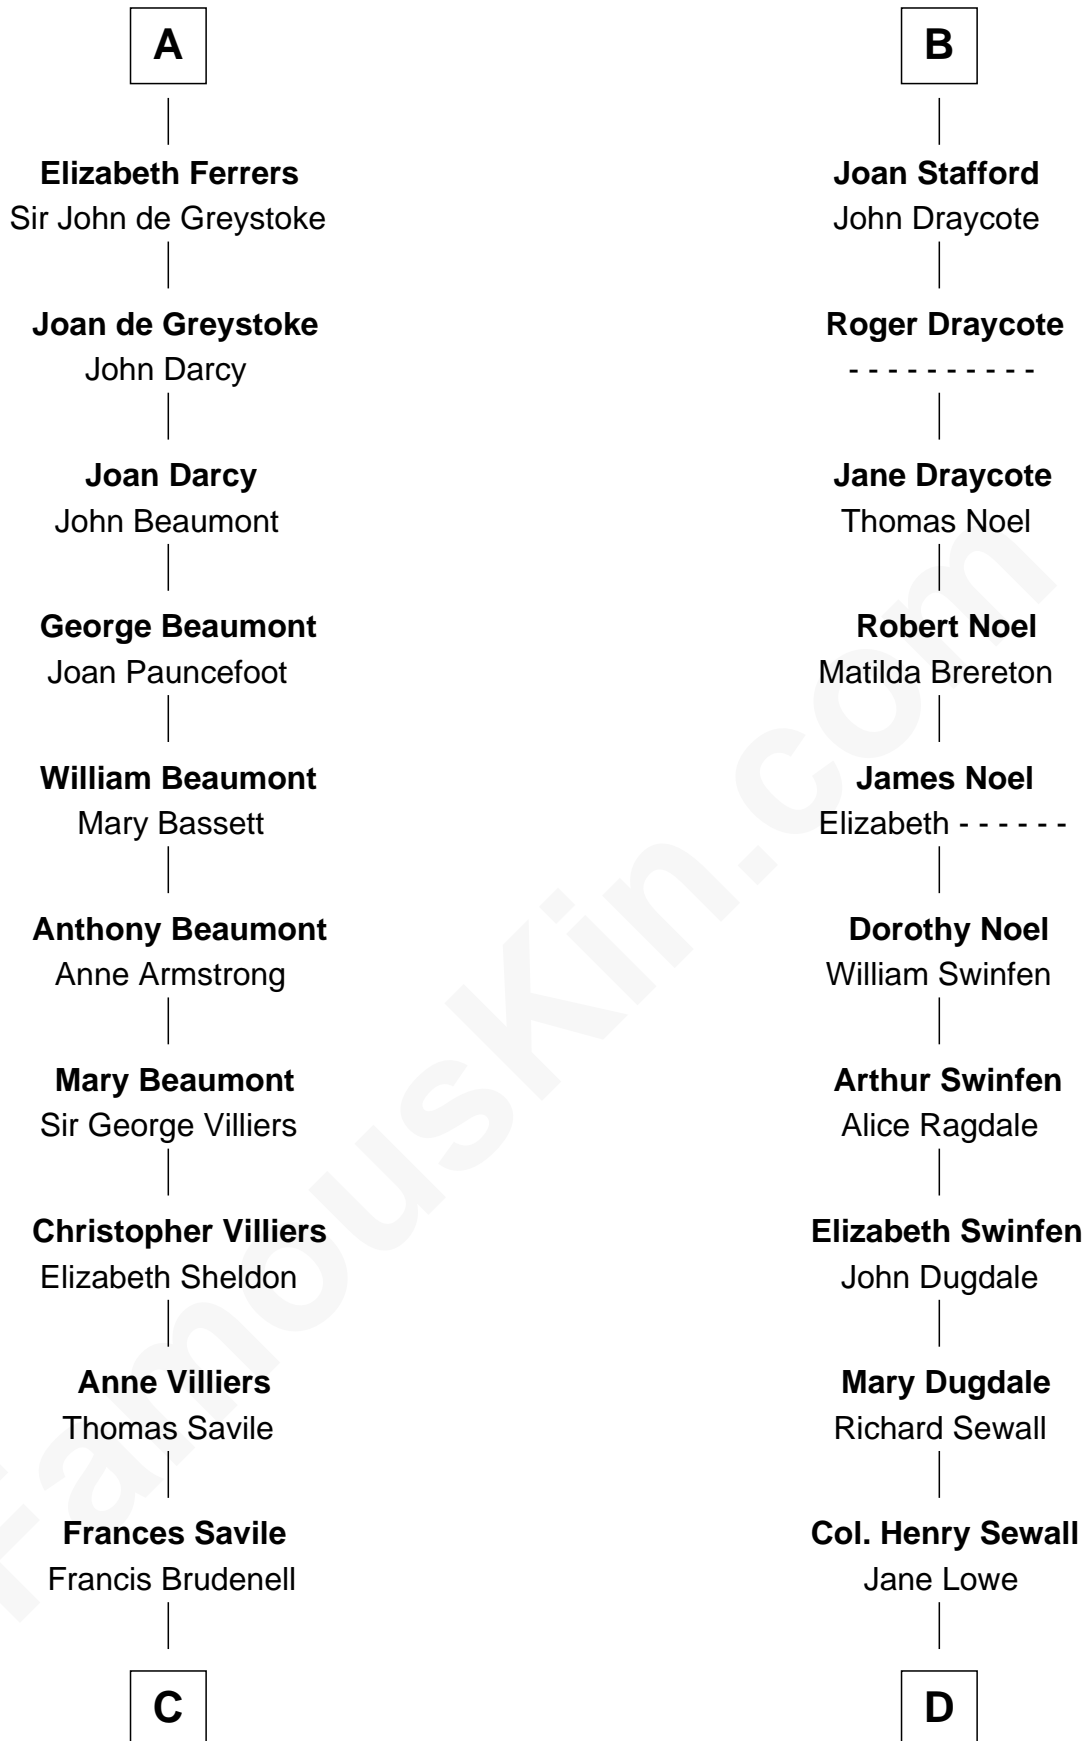 A
Elizabeth Ferrers
Sir John de Greystoke
Joan de Greystoke
John Darcy
Joan Darcy
John Beaumont
George Beaumont
Joan Pauncefoot
William Beaumont
Mary Bassett
Anthony Beaumont
Anne Armstrong
Mary Beaumont
Sir George Villiers
Christopher Villiers
Elizabeth Sheldon
Anne Villiers
Thomas Savile
Frances Savile
Francis Brudenell
C
B
Joan Stafford
John Draycote
Roger Draycote
- - - - - - - - - -
Jane Draycote
Thomas Noel
Robert Noel
Matilda Brereton
James Noel
Elizabeth - - - - - -
Dorothy Noel
William Swinfen
Arthur Swinfen
Alice Ragdale
Elizabeth Swinfen
John Dugdale
Mary Dugdale
Richard Sewall
Col. Henry Sewall
Jane Lowe
D
FamousKin.com